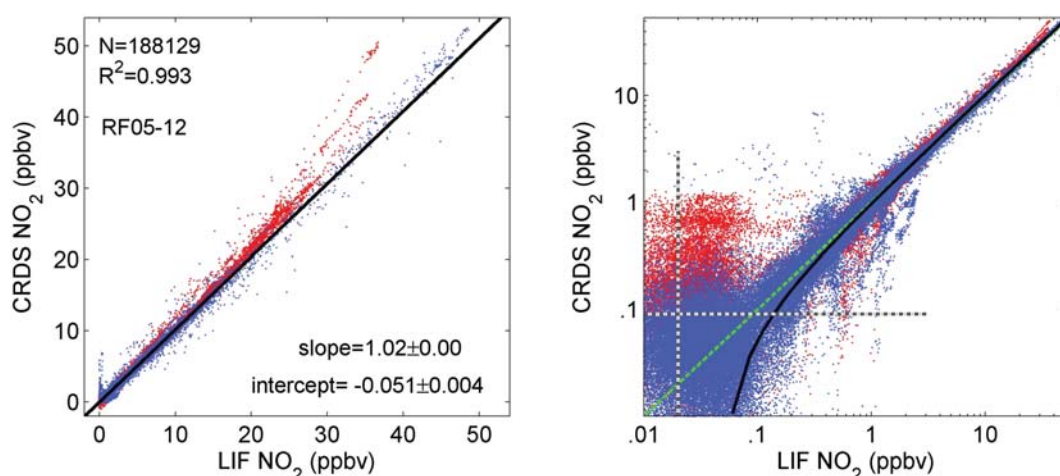 CRDS NO2 (ppbv)
50
40
30
20
10
0
N=188129
R2=0.993
RF05-12
slope=1.02±0.00
intercept= -0.051±0.004
0
10
20
30
40
50
LIF NO2 (ppbv)
CRDS NO2 (ppbv)
10
1
.1
.01
.1
1
10
LIF NO2 (ppbv)